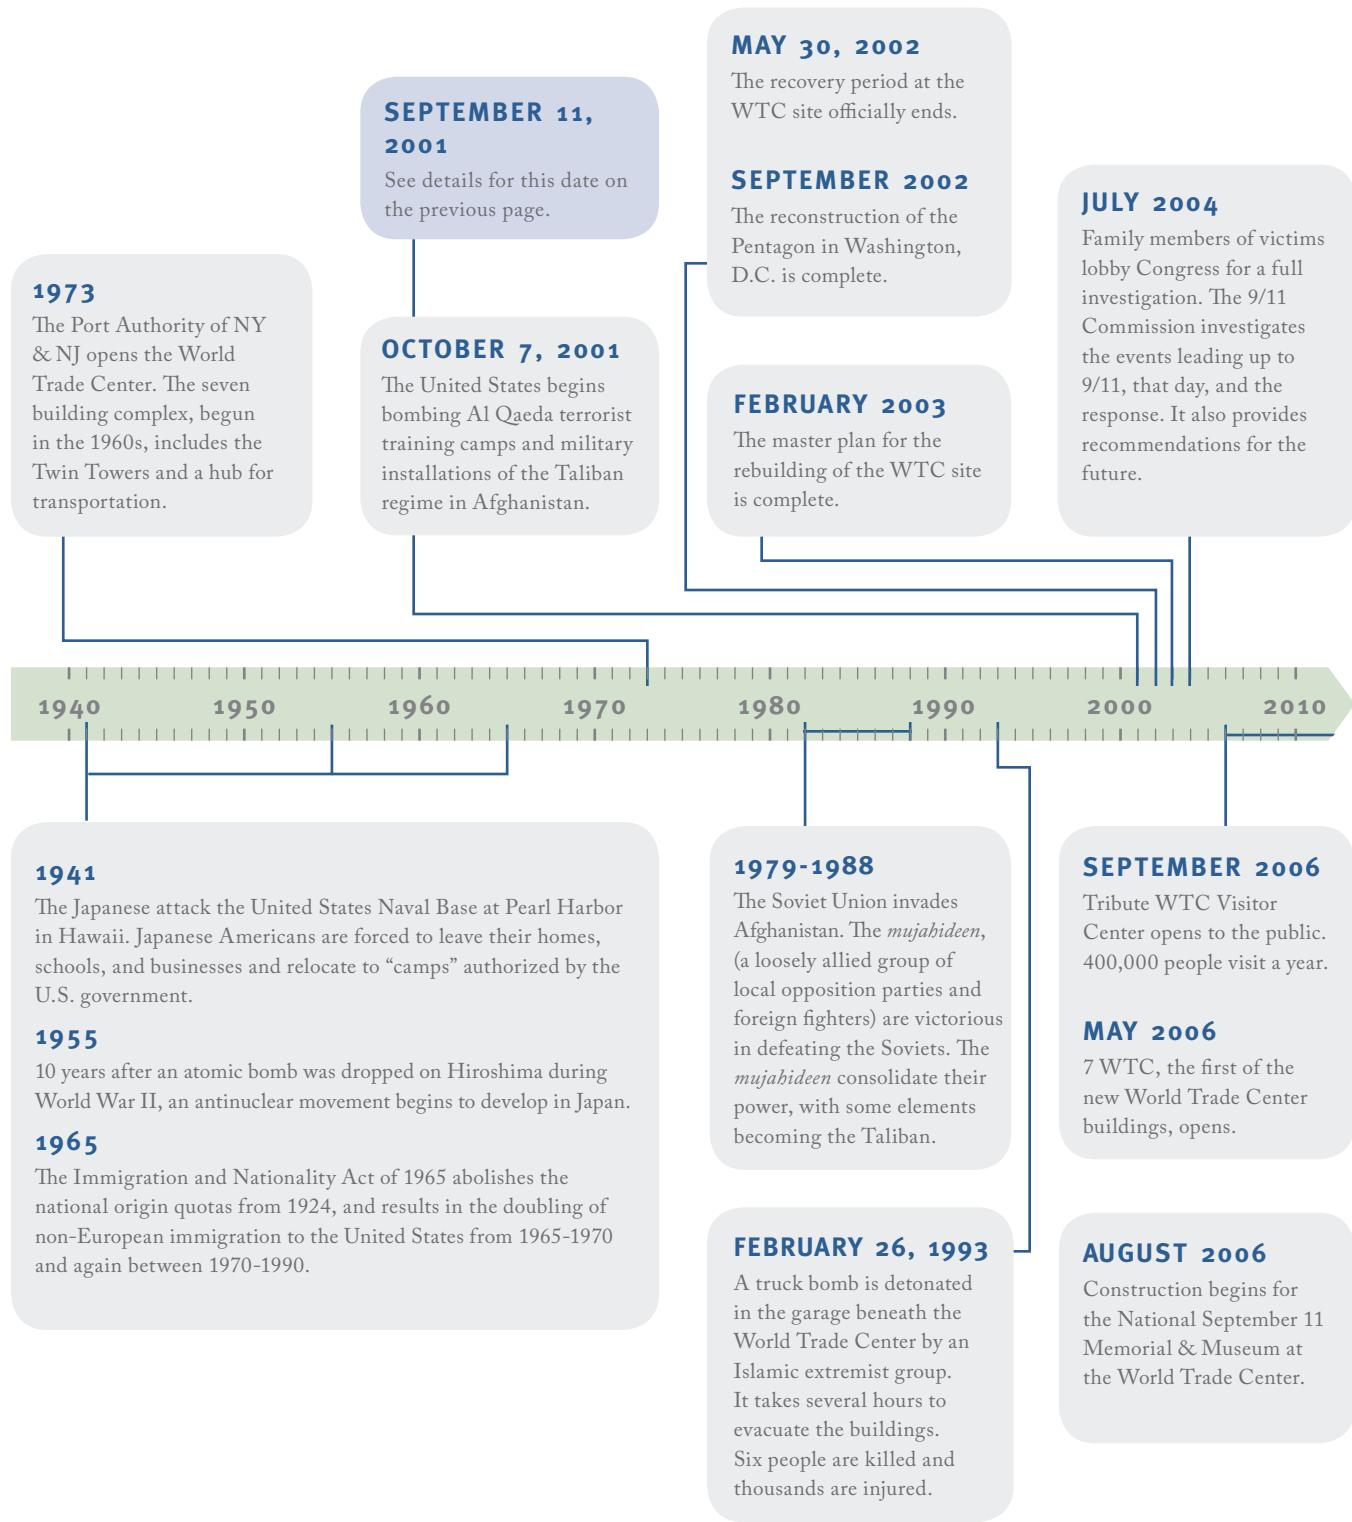 MAY 30, 2002
The recovery period at the
WTC site officially ends.
SEPTEMBER 2002
The reconstruction of the
Pentagon in Washington,
D.C. is complete.
SEPTEMBER 11,
2001
See details for this date on
the previous page.
JULY 2004
Family members of victims
lobby Congress for a full
investigation. The 9/11
Commission investigates
the events leading up to
9/11, that day, and the
response. It also provides
recommendations for the
future.
1973
The Port Authority of NY
& NJ opens the World
Trade Center. The seven
building complex, begun
in the 1960s, includes the
Twin Towers and a hub for
transportation.
OCTOBER 7, 2001
The United States begins
bombing Al Qaeda terrorist
training camps and military
installations of the Taliban
regime in Afghanistan.
FEBRUARY 2003
The master plan for the
rebuilding of the WTC site
is complete.
1940 1950 1960 1970 1980 1990 2000 2010
1941
The Japanese attack the United States Naval Base at Pearl Harbor
in Hawaii. Japanese Americans are forced to leave their homes,
schools, and businesses and relocate to “camps” authorized by the
U.S. government.
1955
10 years after an atomic bomb was dropped on Hiroshima during
World War II, an antinuclear movement begins to develop in Japan.
1965
The Immigration and Nationality Act of 1965 abolishes the
national origin quotas from 1924, and results in the doubling of
non-European immigration to the United States from 1965-1970
and again between 1970-1990.
1979-1988
The Soviet Union invades
Afghanistan. The mujahideen,
(a loosely allied group of
local opposition parties and
foreign fighters) are victorious
in defeating the Soviets. The
mujahideen consolidate their
power, with some elements
becoming the Taliban.
SEPTEMBER 2006
Tribute WTC Visitor
Center opens to the public.
400,000 people visit a year.
MAY 2006
7 WTC, the first of the
new World Trade Center
buildings, opens.
FEBRUARY 26, 1993
A truck bomb is detonated
in the garage beneath the
World Trade Center by an
Islamic extremist group.
It takes several hours to
evacuate the buildings.
Six people are killed and
thousands are injured.
AUGUST 2006
Construction begins for
the National September 11
Memorial & Museum at
the World Trade Center.